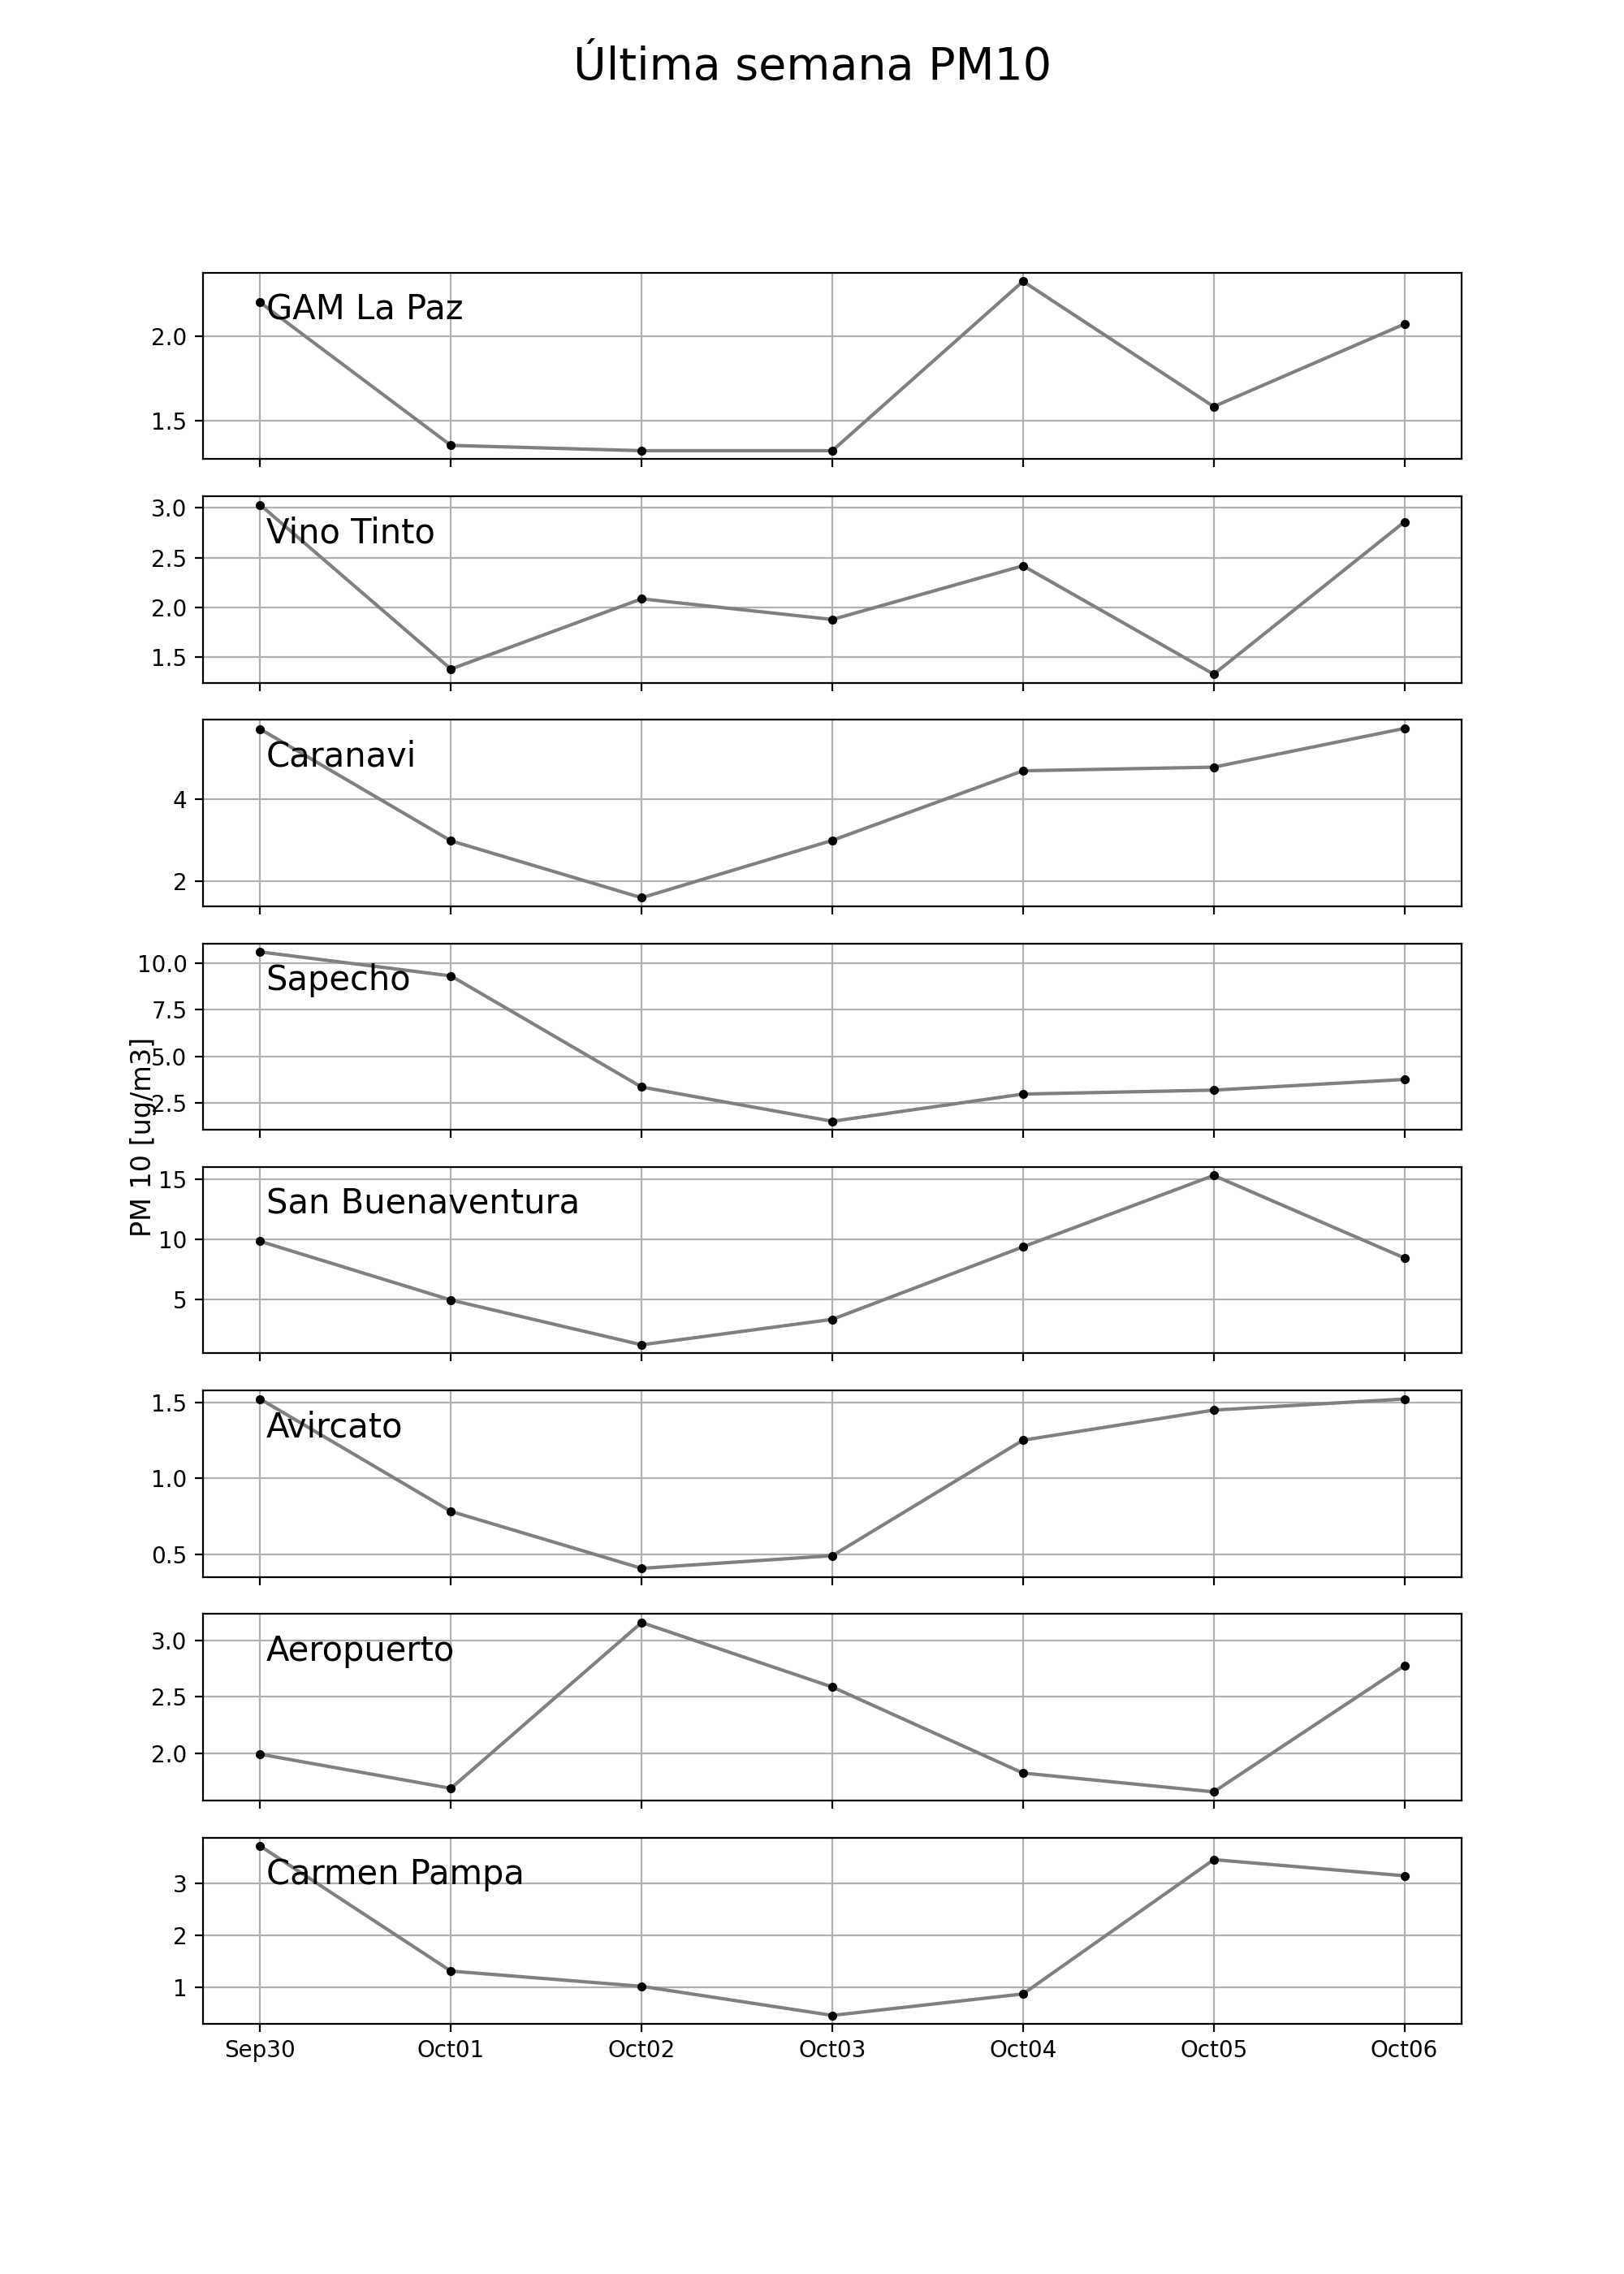 Última semana PM10
GAM La Paz
2.0
1.5
Vino Tinto
3.0
2.5
2.0
1.5
Caranavi
4
2
Sapecho
10.0
7.5
5.0
2.5
PM 10 [ug/m3]
San Buenaventura
15
10
5
Avircato
1.5
1.0
0.5
Aeropuerto
3.0
2.5
2.0
Carmen Pampa
3
2
1
Sep30 Oct01 Oct02 Oct03 Oct04 Oct05 Oct06